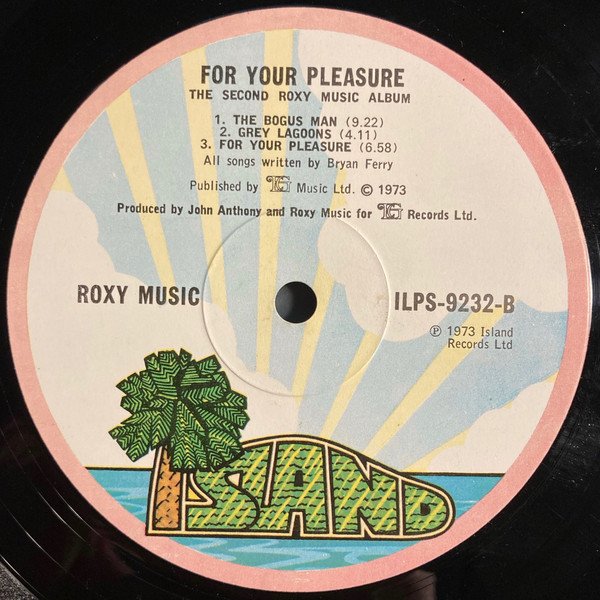 FOR YOUR PLEASURE
THE SECOND ROXY MUSIC ALBUM
1. THE BOGUS MAN (9.22)
2. GREY LAGOONS (4.11)
3. FOR YOUR PLEASURE (6.58)
All songs written by Bryan Ferry
Published by EG Music Ltd. © 1973
Produced by John Anthony and Roxy Music for EG Records Ltd.
ROXY MUSIC
ILPS-9232-B
℗ 1973 Island
Records Ltd
ISLAND